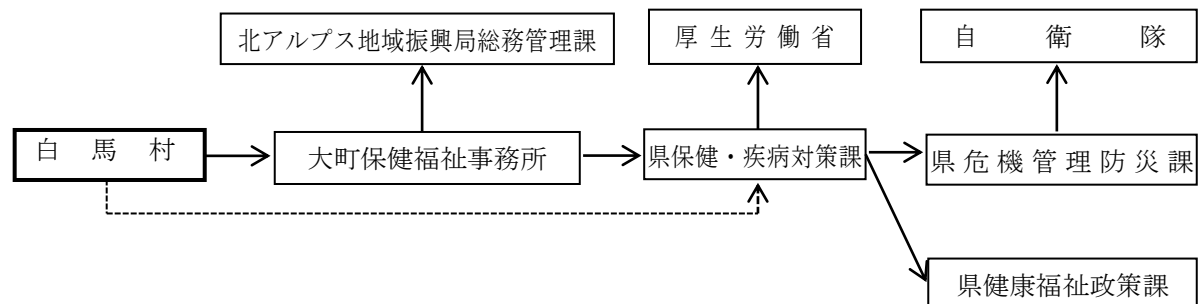 北アルプス地域振興局総務管理課
厚生労働省
自衛隊
白馬村
大町保健福祉事務所
県保健・疾病対策課
県危機管理防災課
県健康福祉政策課